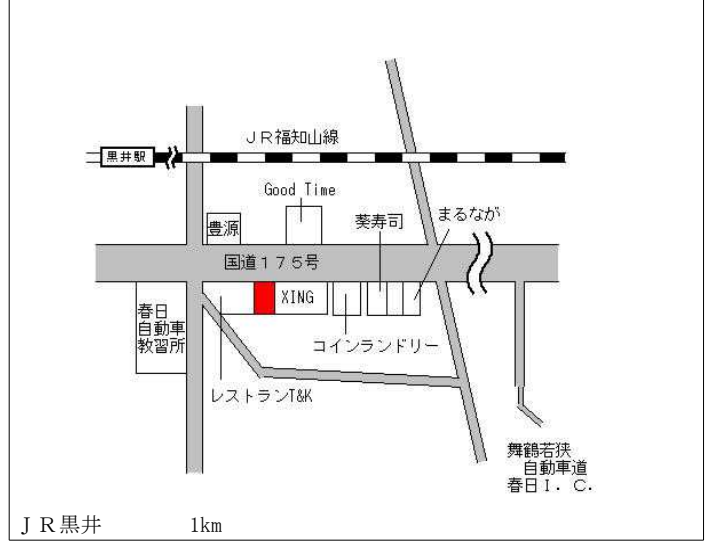 ＪＲ福知山線
黒井駅
Good Time
豊源
葵寿司
まるなが
国道１７５号
XING
春日
自動車
教習所
コインランドリー
レストランT&K
舞鶴若狭
自動車道
春日Ｉ．Ｃ．
ＪＲ黒井 1km